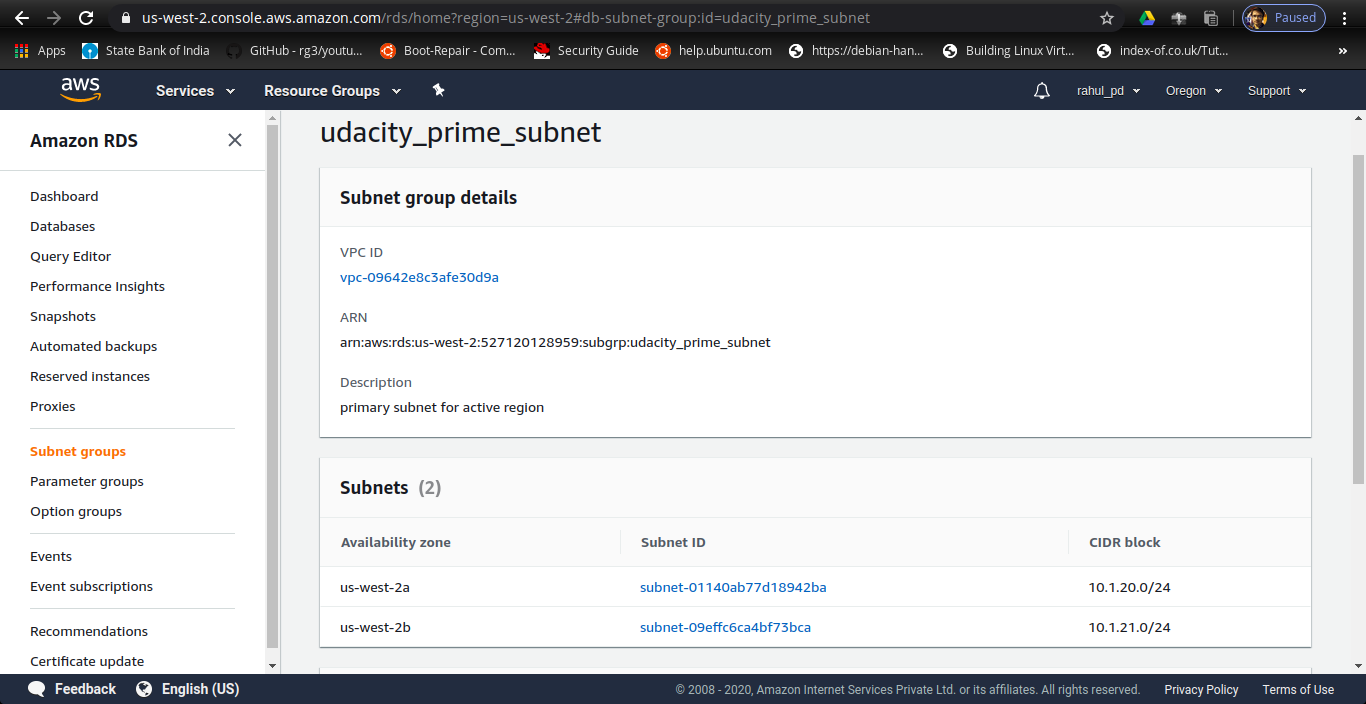 us-west-2.console.aws.amazon.com/rds/home?region=us-west-2#db-subnet-group:id=udacity_prime_subnet
Paused
Apps State Bank of India GitHub - rg3/youtu... Boot-Repair - Com... Security Guide help.ubuntu.com https://debian-han... Building Linux Virt... index-of.co.uk/Tut... »
aws Services Resource Groups rahul_pd Oregon Support
Amazon RDS
Dashboard
Databases
Query Editor
Performance Insights
Snapshots
Automated backups
Reserved instances
Proxies
Subnet groups
Parameter groups
Option groups
Events
Event subscriptions
Recommendations
Certificate update
udacity_prime_subnet
Subnet group details
VPC ID
vpc-09642e8c3afe30d9a
ARN
arn:aws:rds:us-west-2:527120128959:subgrp:udacity_prime_subnet
Description
primary subnet for active region
Subnets (2)
Availability zone Subnet ID CIDR block
us-west-2a subnet-01140ab77d18942ba 10.1.20.0/24
us-west-2b subnet-09effc6ca4bf73bca 10.1.21.0/24
Feedback English (US) © 2008 - 2020, Amazon Internet Services Private Ltd. or its affiliates. All rights reserved. Privacy Policy Terms of Use